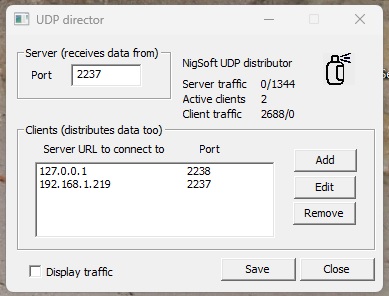 UDP director
Server (receives data from)
Port 2237
NigSoft UDP distributor
Server traffic 0/1344
Active clients 2
Client traffic 2688/0
Clients (distributes data too)
Server URL to connect to Port
127.0.0.1 2238
192.168.1.219 2237
Add
Edit
Remove
Display traffic
Save
Close